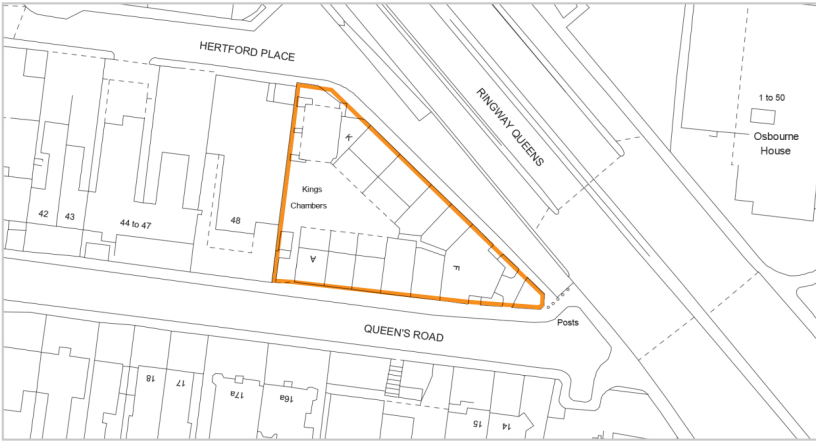 HERTFORD PLACE
RINGWAY QUEENS
1 to 50
Osbourne
House
K
Kings
Chambers
42
43
44 to 47
48
A
F
QUEEN'S ROAD
Posts
18
17
17a
16a
15
14